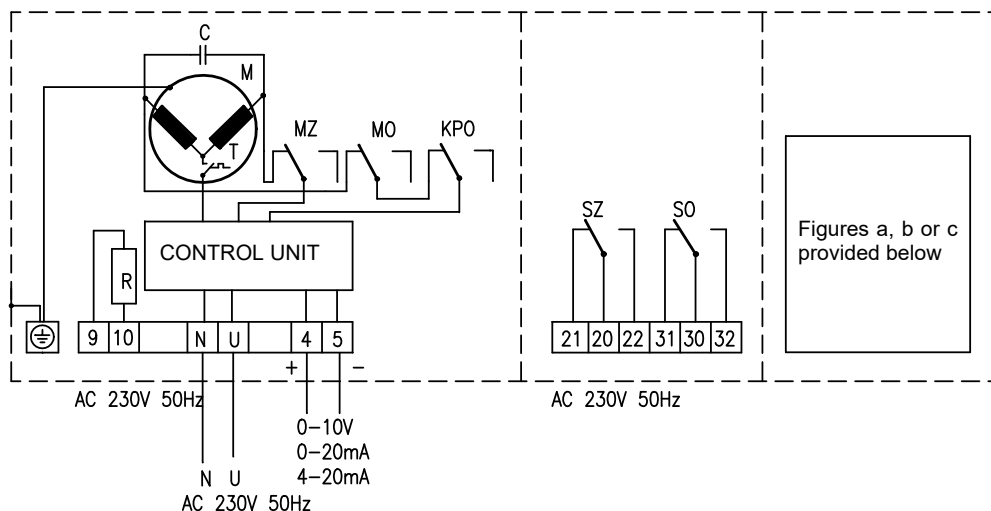 C
M
T
MZ
MO
KPO
SZ
SO
CONTROL UNIT
R
Figures a, b or c
provided below
9 10 N U 4 5
21 20 22 31 30 32
+ −
AC 230V 50Hz
AC 230V 50Hz
0−10V
0−20mA
4−20mA
N U
AC 230V 50Hz